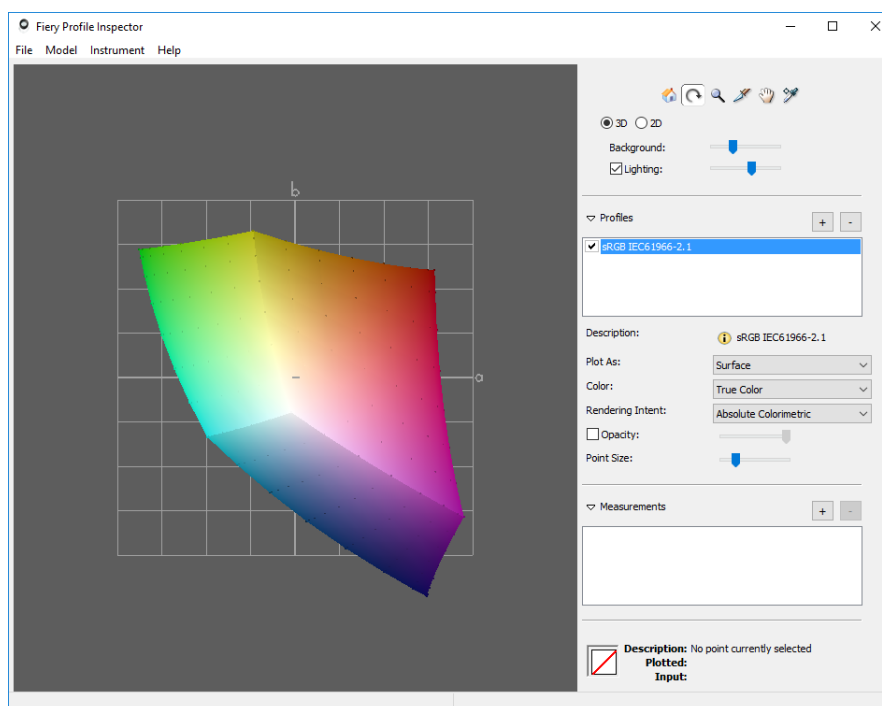 Fiery Profile Inspector
File Model Instrument Help
3D 2D
Background:
Lighting:
b
a
Profiles
+ -
sRGB IEC61966-2.1
Description: sRGB IEC61966-2.1
Plot As: Surface
Color: True Color
Rendering Intent: Absolute Colorimetric
Opacity:
Point Size:
Measurements
+ -
Description: No point currently selected
Plotted:
Input: